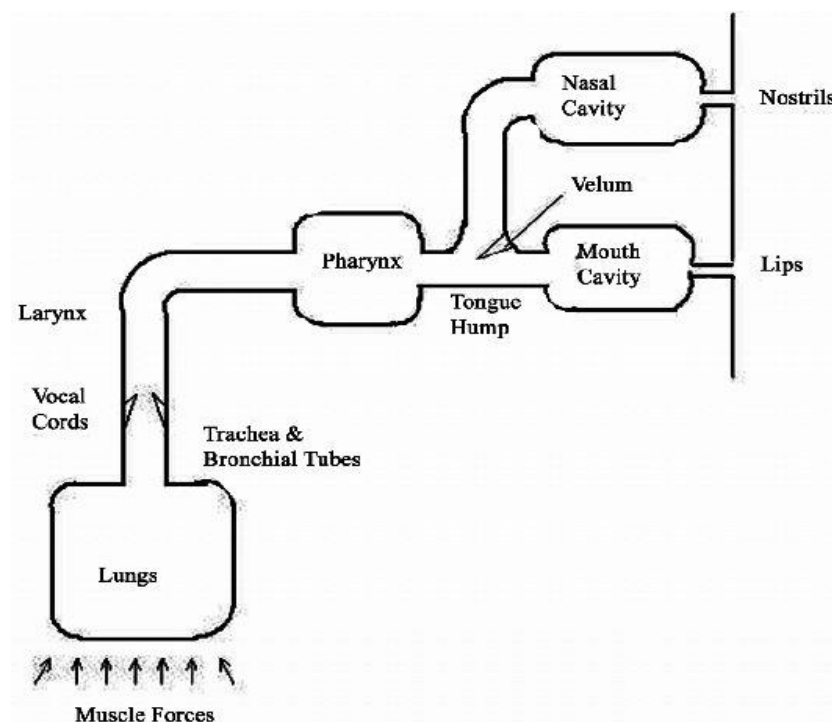 Nasal
Cavity
Nostrils
Velum
Pharynx
Mouth
Cavity
Lips
Tongue
Hump
Larynx
Vocal
Cords
Trachea &
Bronchial Tubes
Lungs
Muscle Forces